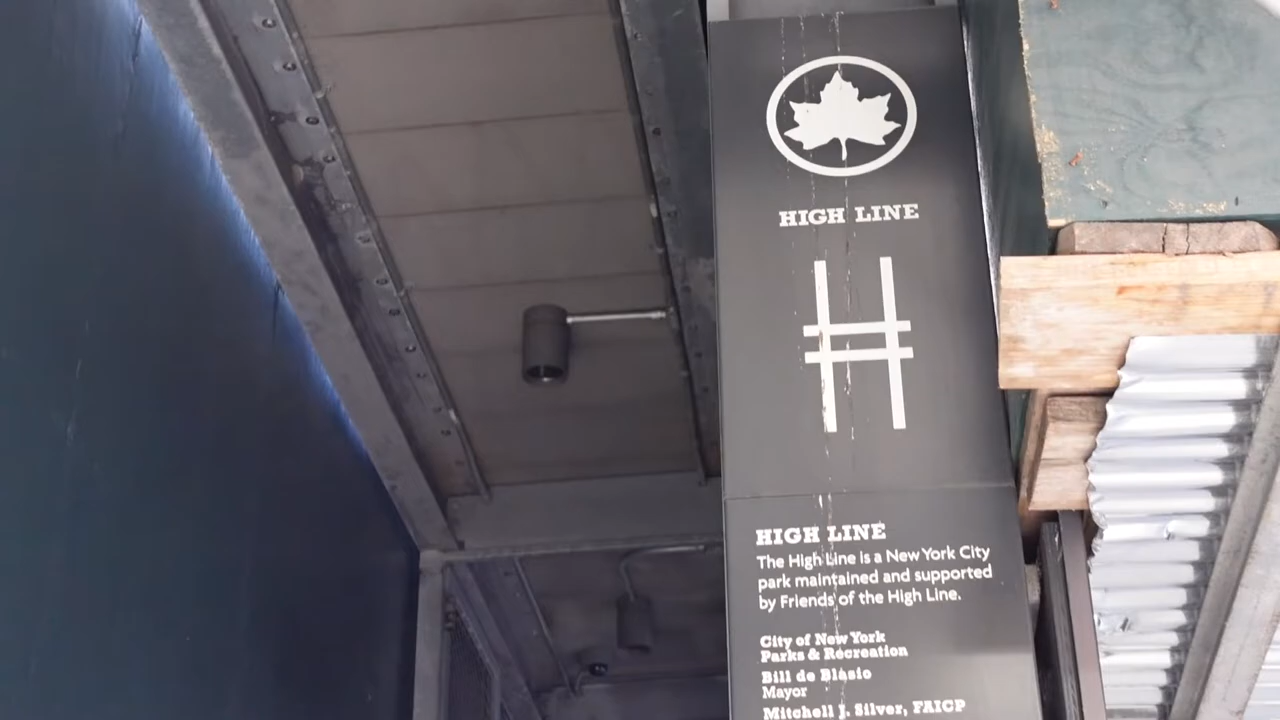 HIGH LINE
HIGH LINE
The High Line is a New York City
park maintained and supported
by Friends of the High Line.
City of New York
Parks & Recreation
Bill de Blasio
Mayor
Mitchell J. Silver, FAICP